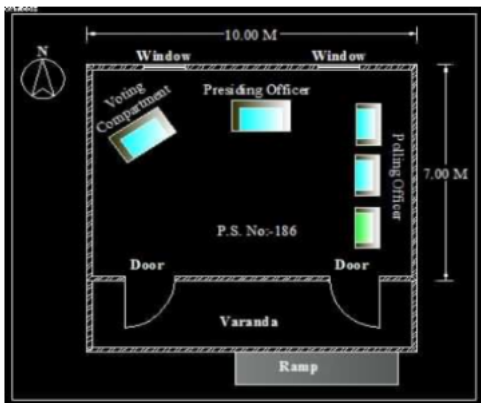 10.00 M
N
Window
Window
Voting
Compartment
Presiding Officer
Polling Officer
7.00 M
P.S. No:-186
Door
Door
Varanda
Ramp